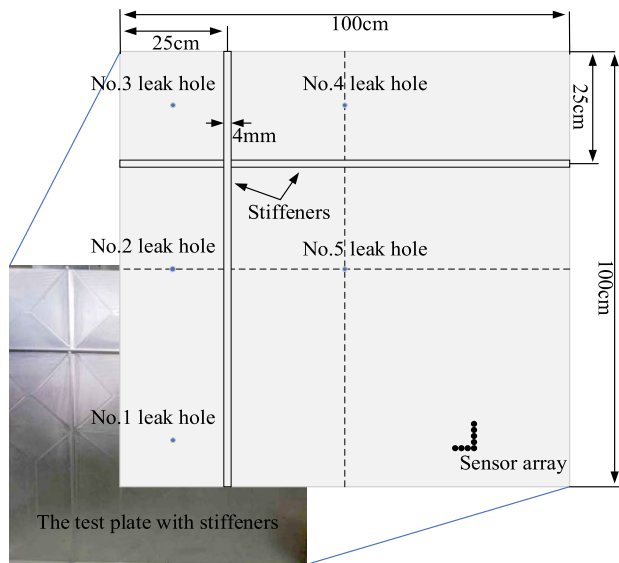 100cm
25cm
No.3 leak hole
No.4 leak hole
25cm
4mm
Stiffeners
No.2 leak hole
No.5 leak hole
100cm
No.1 leak hole
Sensor array
The test plate with stiffeners